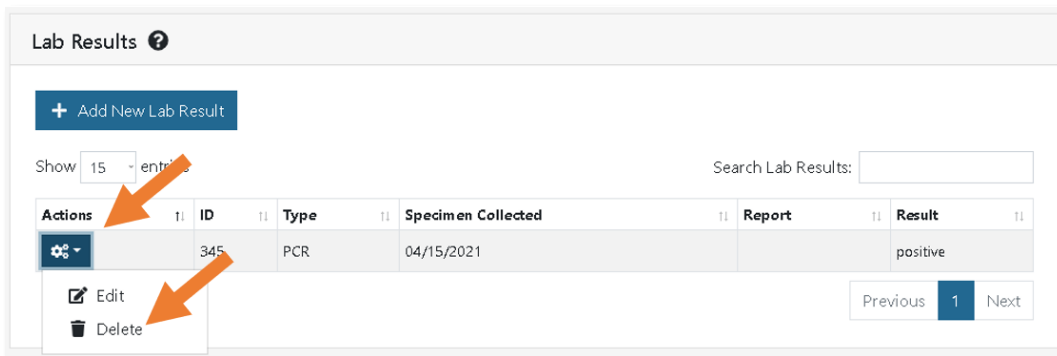 Lab Results ?
+ Add New Lab Result
Show 15 entries Search Lab Results:
Actions ID Type Specimen Collected Report Result
345 PCR 04/15/2021 positive
Edit
Previous 1 Next
Delete